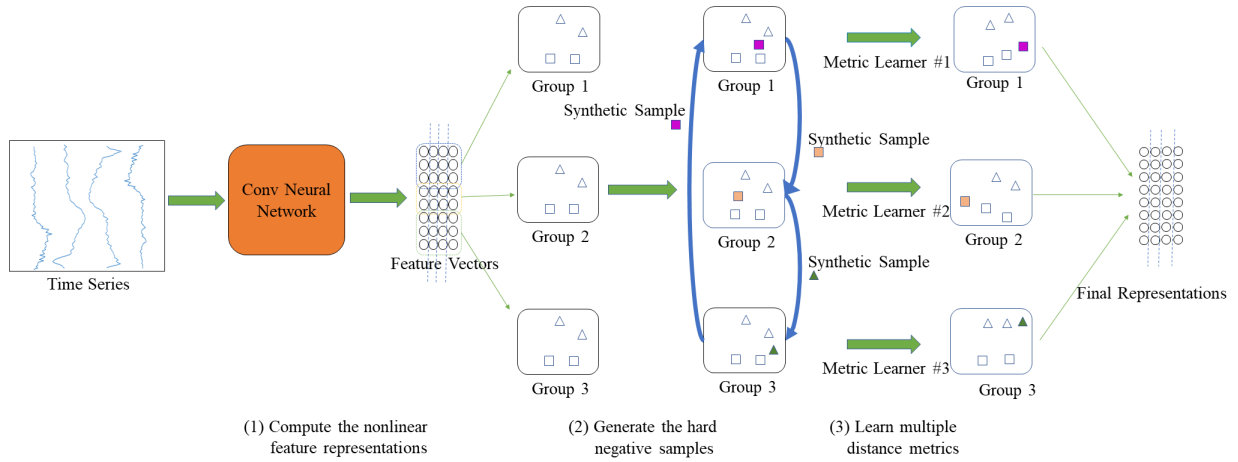 Group 1
Group 1
Metric Learner #1
Group 1
Synthetic Sample
Synthetic Sample
Conv Neural
Network
Time Series
Feature Vectors
Group 2
Group 2
Metric Learner #2
Group 2
Synthetic Sample
Final Representations
Group 3
Group 3
Metric Learner #3
Group 3
(1) Compute the nonlinear
feature representations
(2) Generate the hard
negative samples
(3) Learn multiple
distance metrics